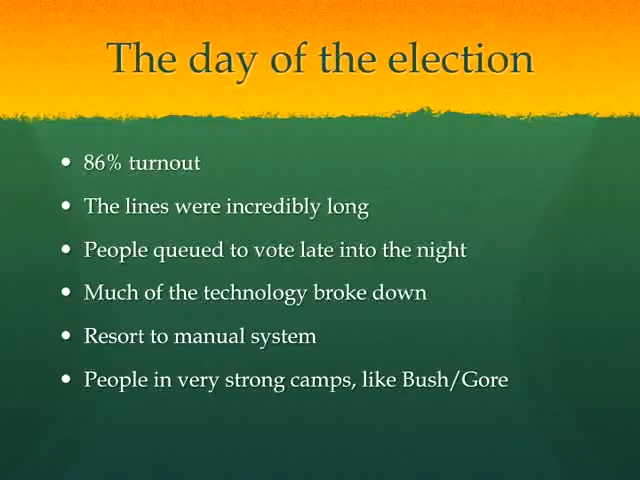 The day of the election
• 86% turnout
• The lines were incredibly long
• People queued to vote late into the night
• Much of the technology broke down
• Resort to manual system
• People in very strong camps, like Bush/Gore